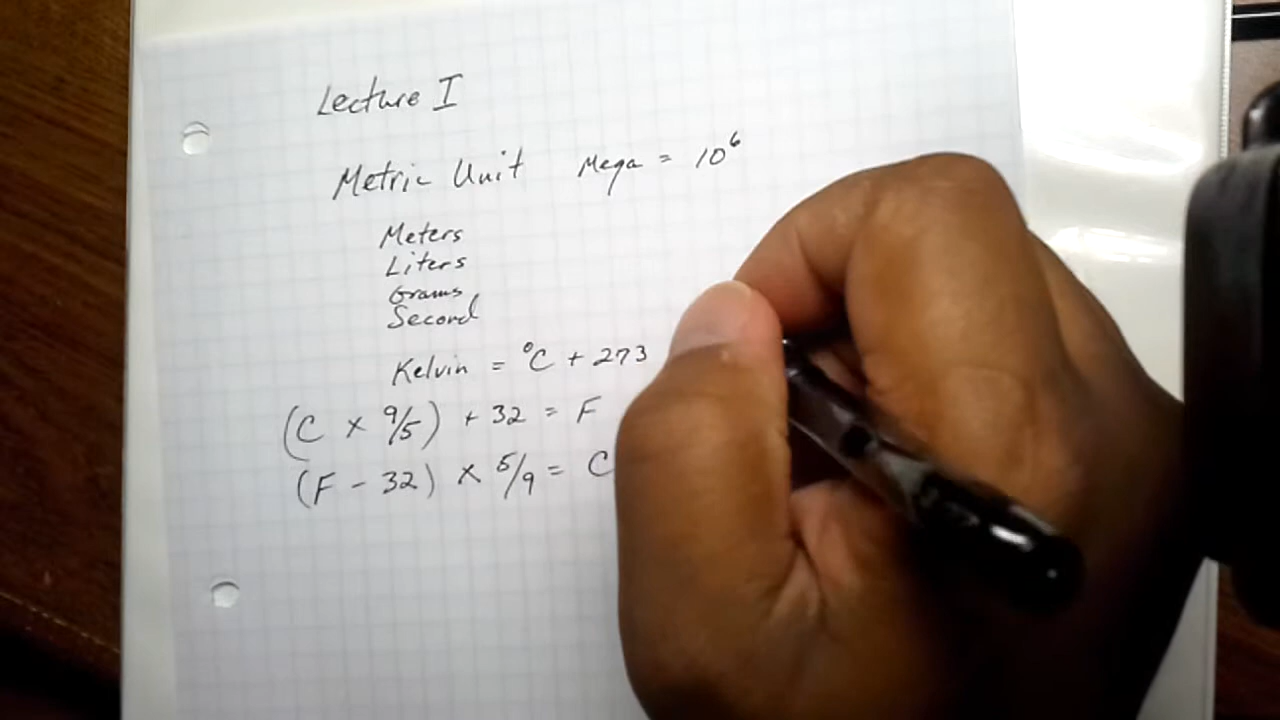 Lecture I
Metric Unit Mega = 10⁶
Meters
Liters
Grams
Second
Kelvin = °C + 273
(C × 9/5) + 32 = F
(F - 32) × 5/9 = C